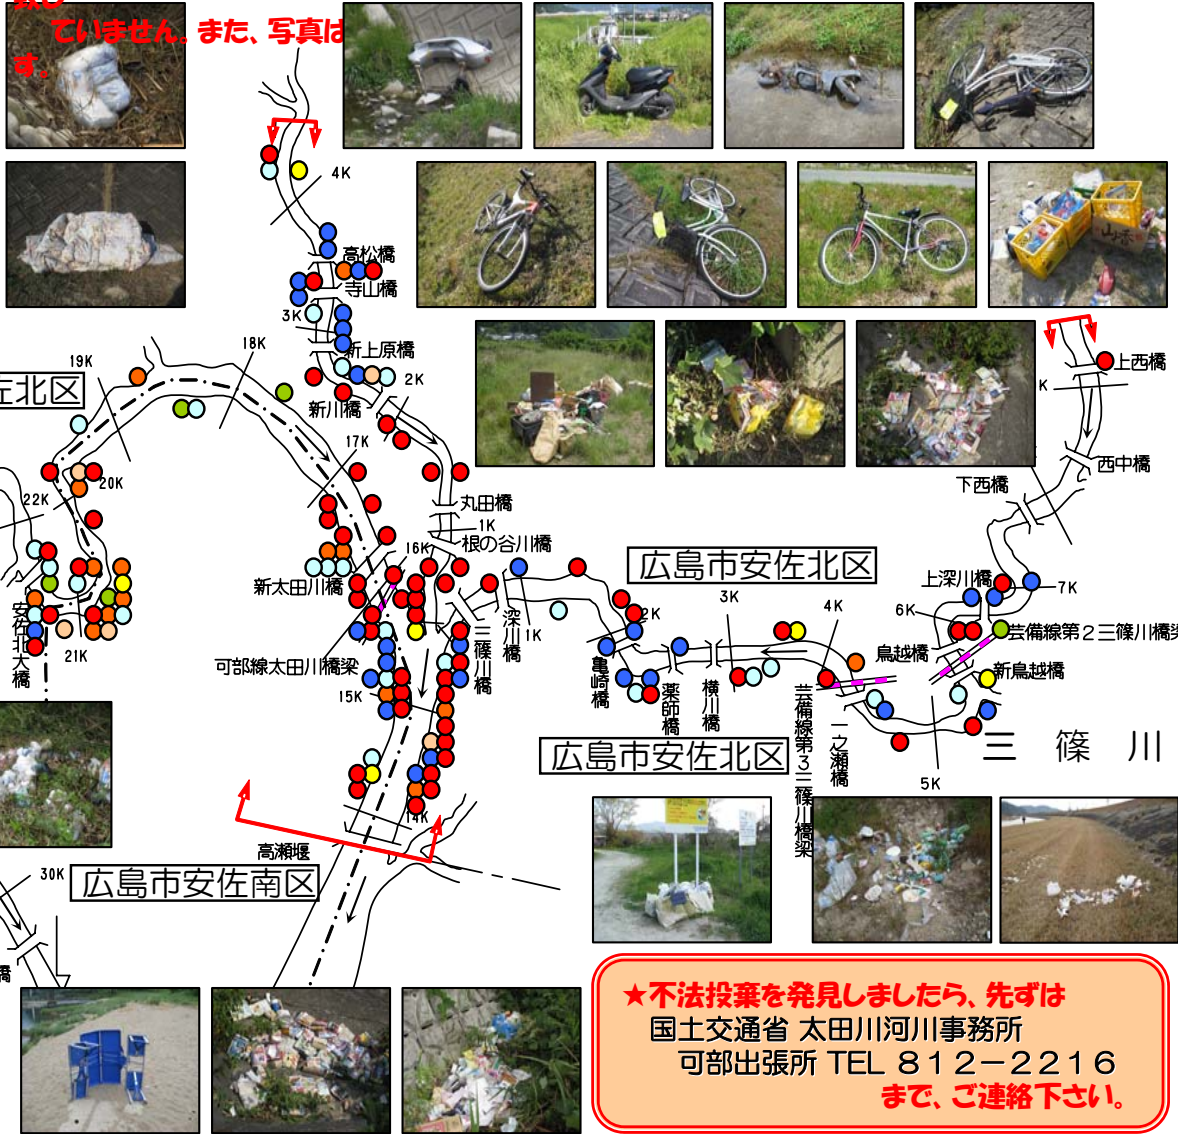 致し
ていません。また、写真は
す。
4K
高松橋
寺山橋
3K
新上原橋
2K
新川橋
19K
18K
佐北区
17K
上西橋
K
西中橋
下西橋
22K
20K
丸田橋
1K
根の谷川橋
16K
広島市安佐北区
新太田川橋
上深川橋
7K
安佐北大橋
21K
深川橋
1K
2K
3K
4K
6K
芸備線第2三篠川橋梁
可部線太田川橋梁
三篠川橋
亀崎橋
薬師橋
横川橋
鳥越橋
新鳥越橋
15K
芸備線第3三篠川橋梁
一之瀬橋
三篠川
広島市安佐北区
5K
14K
高瀬堰
30K
広島市安佐南区
橋
山崇
★不法投棄を発見しましたら、先ずは
国土交通省 太田川河川事務所
可部出張所 TEL 812-2216
まで、ご連絡下さい。